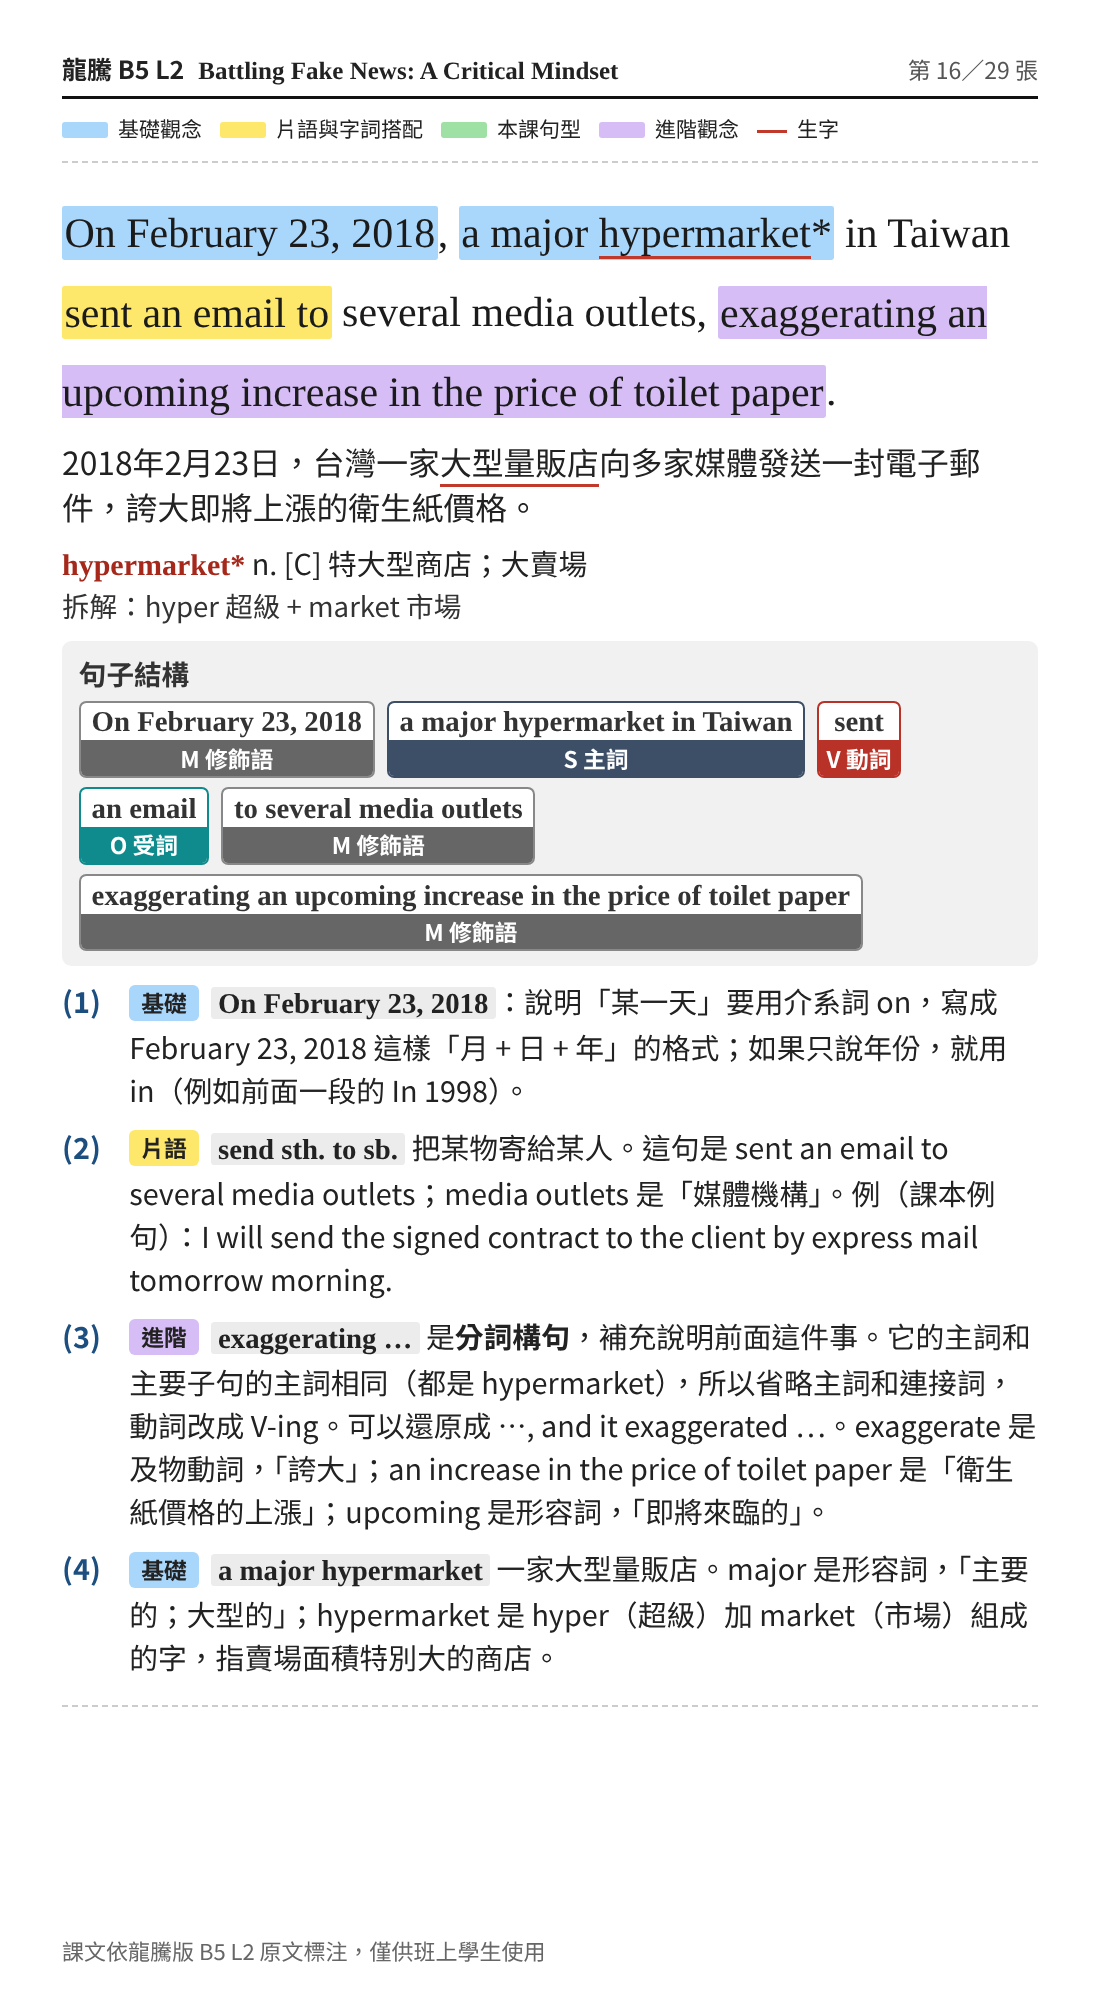 龍騰 B5 L2 Battling Fake News: A Critical Mindset 第 16／29 張
基礎觀念 片語與字詞搭配 本課句型 進階觀念 生字
On February 23, 2018, a major hypermarket* in Taiwan
sent an email to several media outlets, exaggerating an
upcoming increase in the price of toilet paper.
2018年2月23日，台灣一家大型量販店向多家媒體發送一封電子郵
件，誇大即將上漲的衛生紙價格。
hypermarket* n. [C] 特大型商店；大賣場
拆解：hyper 超級 + market 市場
句子結構
On February 23, 2018 a major hypermarket in Taiwan sent
M 修飾語 S 主詞 V 動詞
an email to several media outlets
O 受詞 M 修飾語
exaggerating an upcoming increase in the price of toilet paper
M 修飾語
(1) 基礎 On February 23, 2018：說明「某一天」要用介系詞 on，寫成
February 23, 2018 這樣「月 + 日 + 年」的格式；如果只說年份，就用
in（例如前面一段的 In 1998）。
(2) 片語 send sth. to sb. 把某物寄給某人。這句是 sent an email to
several media outlets；media outlets 是「媒體機構」。例（課本例
句）：I will send the signed contract to the client by express mail
tomorrow morning.
(3) 進階 exaggerating … 是分詞構句，補充說明前面這件事。它的主詞和
主要子句的主詞相同（都是 hypermarket），所以省略主詞和連接詞，
動詞改成 V-ing。可以還原成 …, and it exaggerated …。exaggerate 是
及物動詞，「誇大」；an increase in the price of toilet paper 是「衛生
紙價格的上漲」；upcoming 是形容詞，「即將來臨的」。
(4) 基礎 a major hypermarket 一家大型量販店。major 是形容詞，「主要
的；大型的」；hypermarket 是 hyper（超級）加 market（市場）組成
的字，指賣場面積特別大的商店。
課文依龍騰版 B5 L2 原文標注，僅供班上學生使用